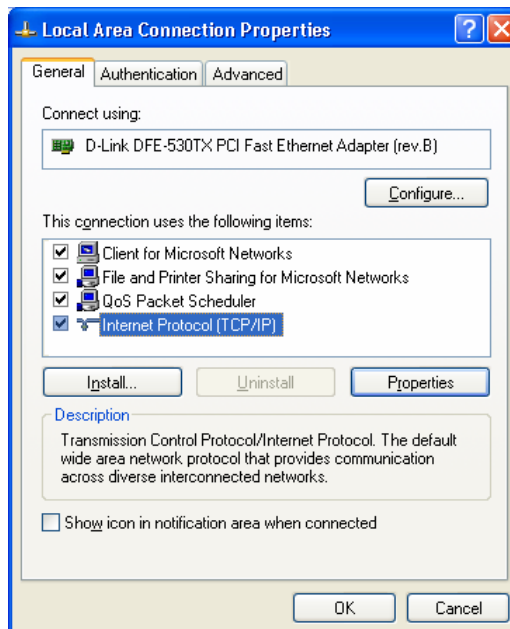 Local Area Connection Properties
General Authentication Advanced
Connect using:
D-Link DFE-530TX PCI Fast Ethernet Adapter (rev.B)
Configure...
This connection uses the following items:
Client for Microsoft Networks
File and Printer Sharing for Microsoft Networks
QoS Packet Scheduler
Internet Protocol (TCP/IP)
Install... Uninstall Properties
Description
Transmission Control Protocol/Internet Protocol. The default
wide area network protocol that provides communication
across diverse interconnected networks.
Show icon in notification area when connected
OK Cancel